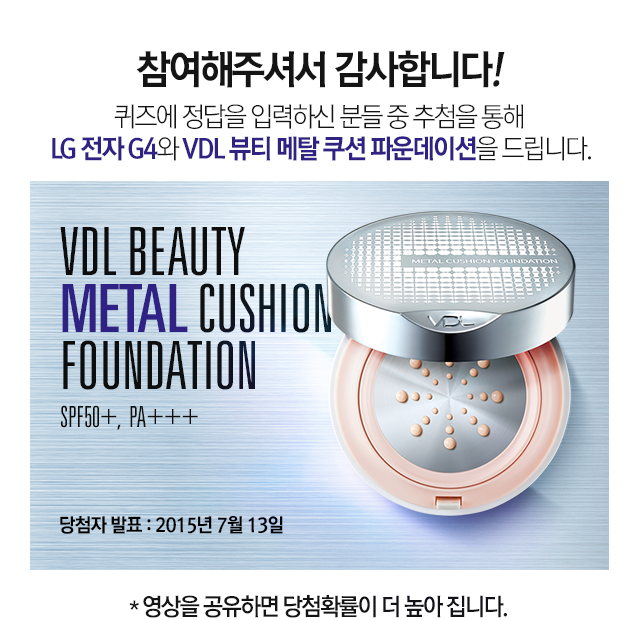 참여해주셔서 감사합니다!
퀴즈에 정답을 입력하신 분들 중 추첨을 통해
LG 전자 G4와 VDL 뷰티 메탈 쿠션 파운데이션을 드립니다.
VDL BEAUTY
METAL CUSHION
FOUNDATION
SPF50+, PA+++
METAL CUSHION FOUNDATION
VDL
당첨자 발표 : 2015년 7월 13일
* 영상을 공유하면 당첨확률이 더 높아 집니다.